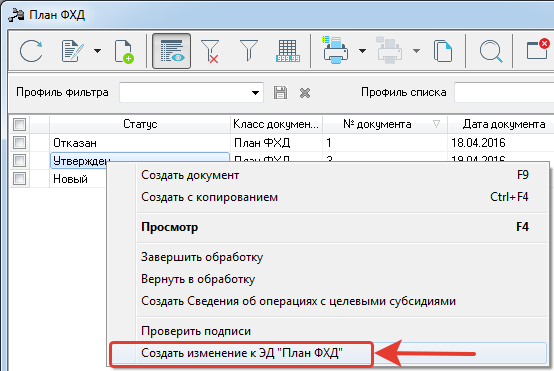 План ФХД
Профиль фильтра Профиль списка
Статус Класс докумен... № документа Дата документа
Отказан План ФХД 1 18.04.2016
Утвержден План ФХД 3 18.04.2016
Новый
Создать документ F9
Создать с копированием Ctrl+F4
Просмотр F4
Завершить обработку
Вернуть в обработку
Создать Сведения об операциях с целевыми субсидиями
Проверить подписи
Создать изменение к ЭД "План ФХД"